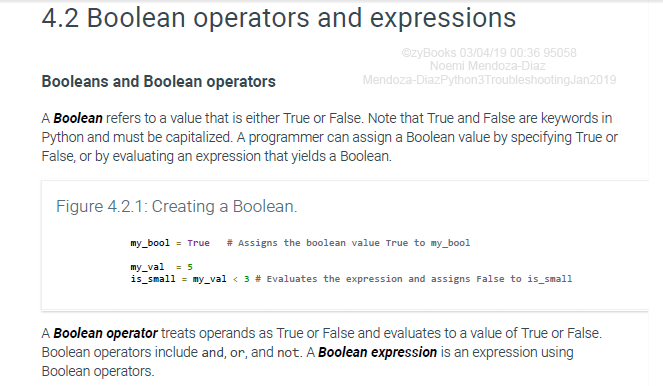 4.2 Boolean operators and expressions
©zyBooks 03/04/19 00:36 95058
Noemi Mendoza-Diaz
Mendoza-DiazPython3TroubleshootingJan2019
Booleans and Boolean operators
A Boolean refers to a value that is either True or False. Note that True and False are keywords in
Python and must be capitalized. A programmer can assign a Boolean value by specifying True or
False, or by evaluating an expression that yields a Boolean.
Figure 4.2.1: Creating a Boolean.
my_bool = True # Assigns the boolean value True to my_bool
my_val = 5
is_small = my_val < 3 # Evaluates the expression and assigns False to is_small
A Boolean operator treats operands as True or False and evaluates to a value of True or False.
Boolean operators include and, or, and not. A Boolean expression is an expression using
Boolean operators.